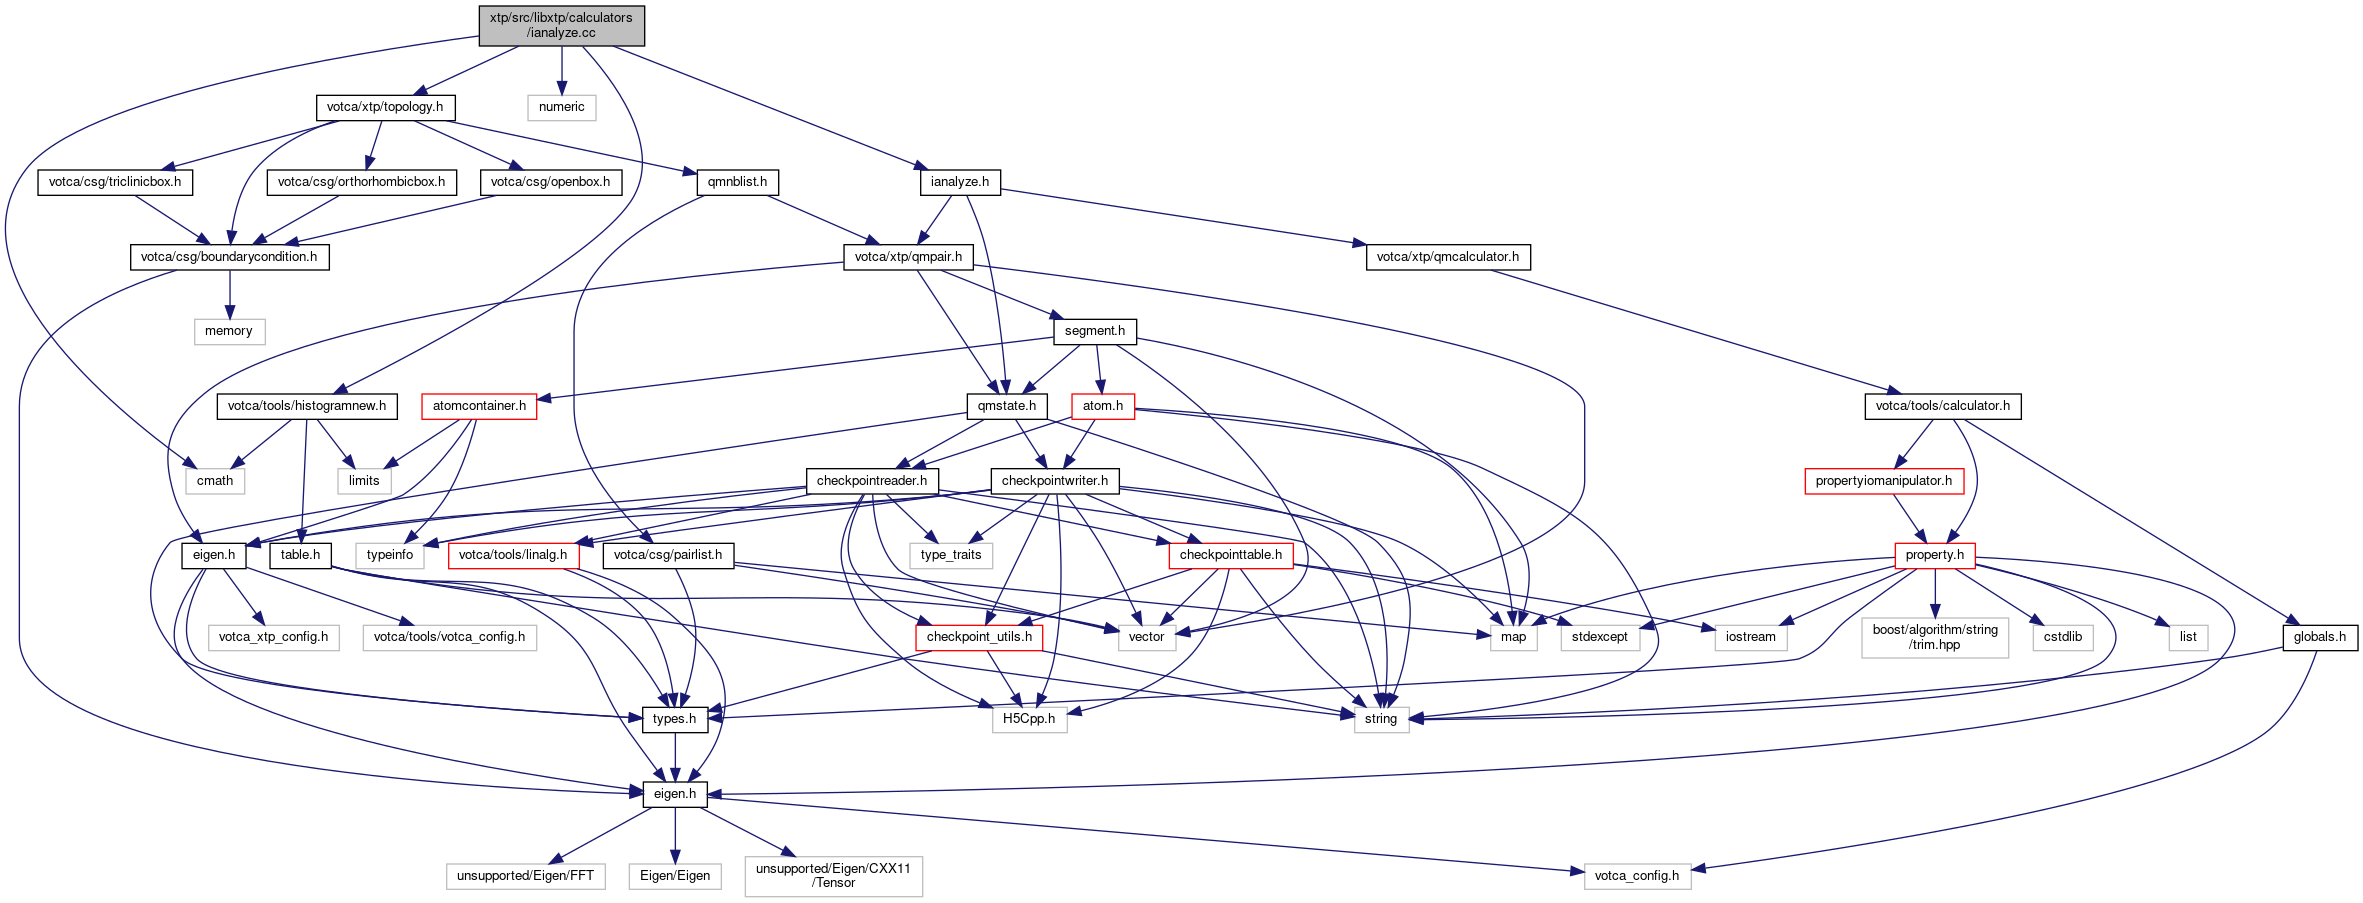 xtp/src/libxtp/calculators
/ianalyze.cc
votca/xtp/topology.h
numeric
votca/csg/triclinicbox.h
votca/csg/orthorhombicbox.h
votca/csg/openbox.h
qmnblist.h
ianalyze.h
votca/csg/boundarycondition.h
votca/xtp/qmpair.h
votca/xtp/qmcalculator.h
memory
segment.h
votca/tools/histogramnew.h
atomcontainer.h
qmstate.h
atom.h
votca/tools/calculator.h
cmath
limits
checkpointreader.h
checkpointwriter.h
propertyiomanipulator.h
eigen.h
table.h
typeinfo
votca/tools/linalg.h
votca/csg/pairlist.h
type_traits
checkpointtable.h
property.h
votca_xtp_config.h
votca/tools/votca_config.h
checkpoint_utils.h
vector
map
stdexcept
iostream
boost/algorithm/string
/trim.hpp
cstdlib
list
globals.h
types.h
H5Cpp.h
string
eigen.h
unsupported/Eigen/FFT
Eigen/Eigen
unsupported/Eigen/CXX11
/Tensor
votca_config.h